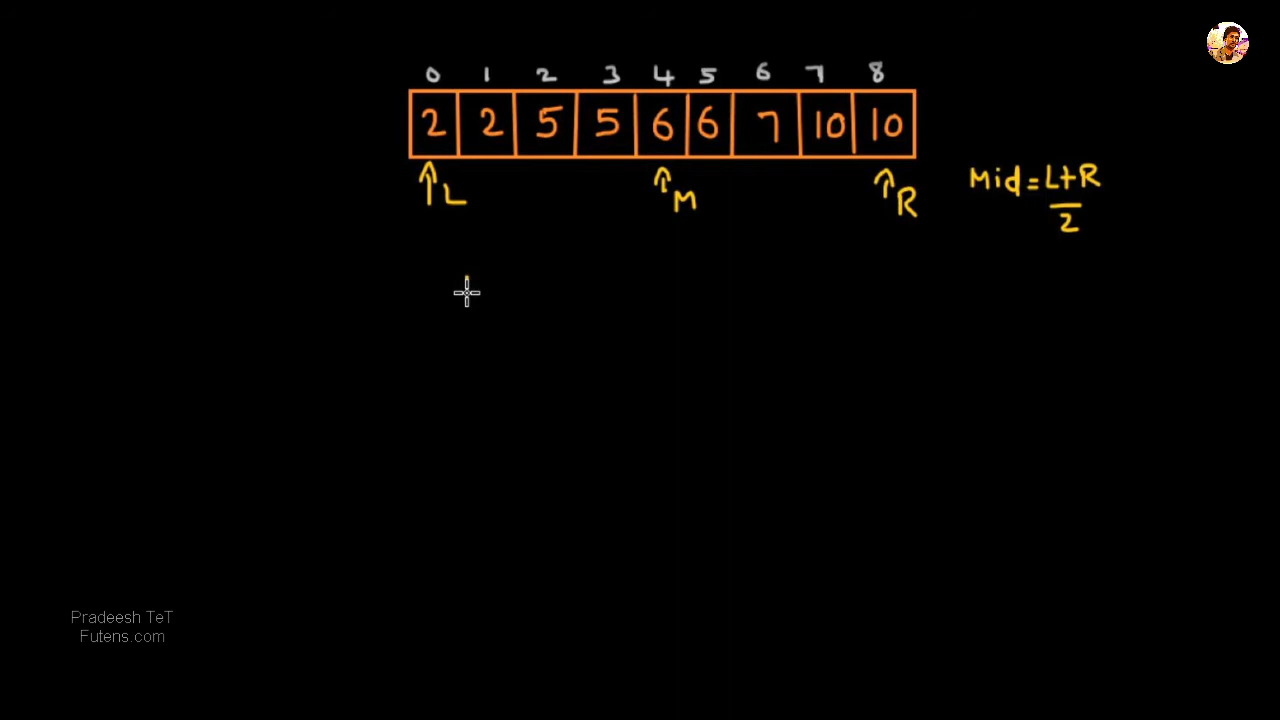 0 1 2 3 4 5 6 7 8
2 2 5 5 6 6 7 10 10
L M R
Mid = L+R
2
Pradeesh TeT
Futens.com